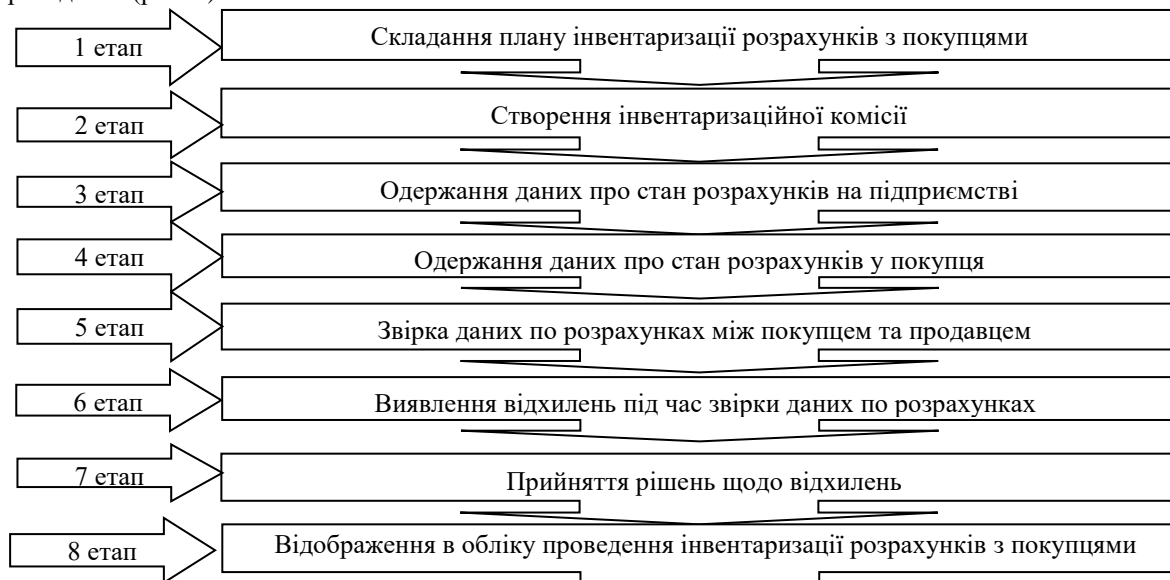 1 етап
Складання плану інвентаризації розрахунків з покупцями
2 етап
Створення інвентаризаційної комісії
3 етап
Одержання даних про стан розрахунків на підприємстві
4 етап
Одержання даних про стан розрахунків у покупця
5 етап
Звірка даних по розрахунках між покупцем та продавцем
6 етап
Виявлення відхилень під час звірки даних по розрахунках
7 етап
Прийняття рішень щодо відхилень
8 етап
Відображення в обліку проведення інвентаризації розрахунків з покупцями